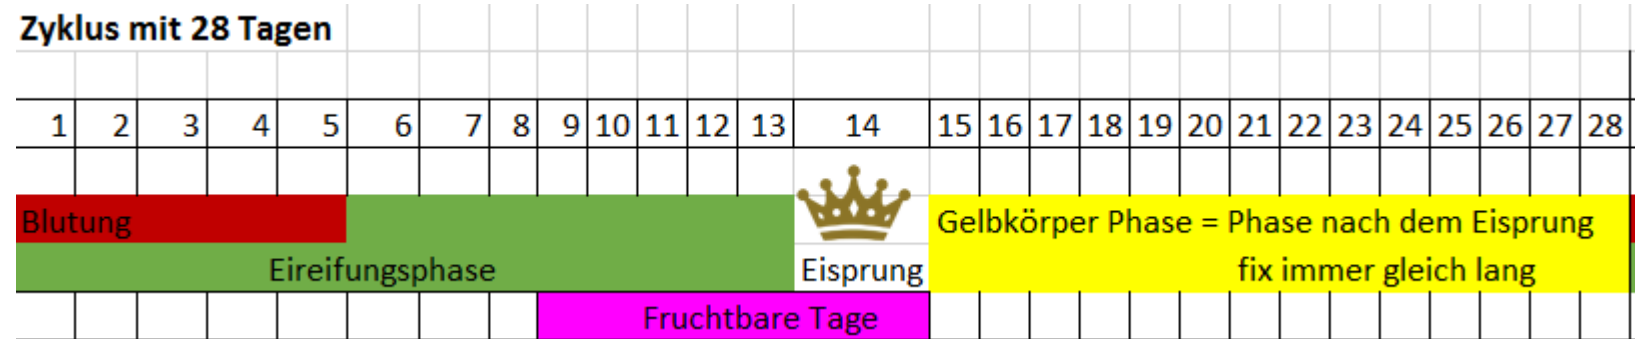 Zyklus mit 28 Tagen
1 2 3 4 5 6 7 8 9 10 11 12 13 14 15 16 17 18 19 20 21 22 23 24 25 26 27 28
Blutung Gelbkörper Phase = Phase nach dem Eisprung
Eireifungsphase Eisprung fix immer gleich lang
Fruchtbare Tage